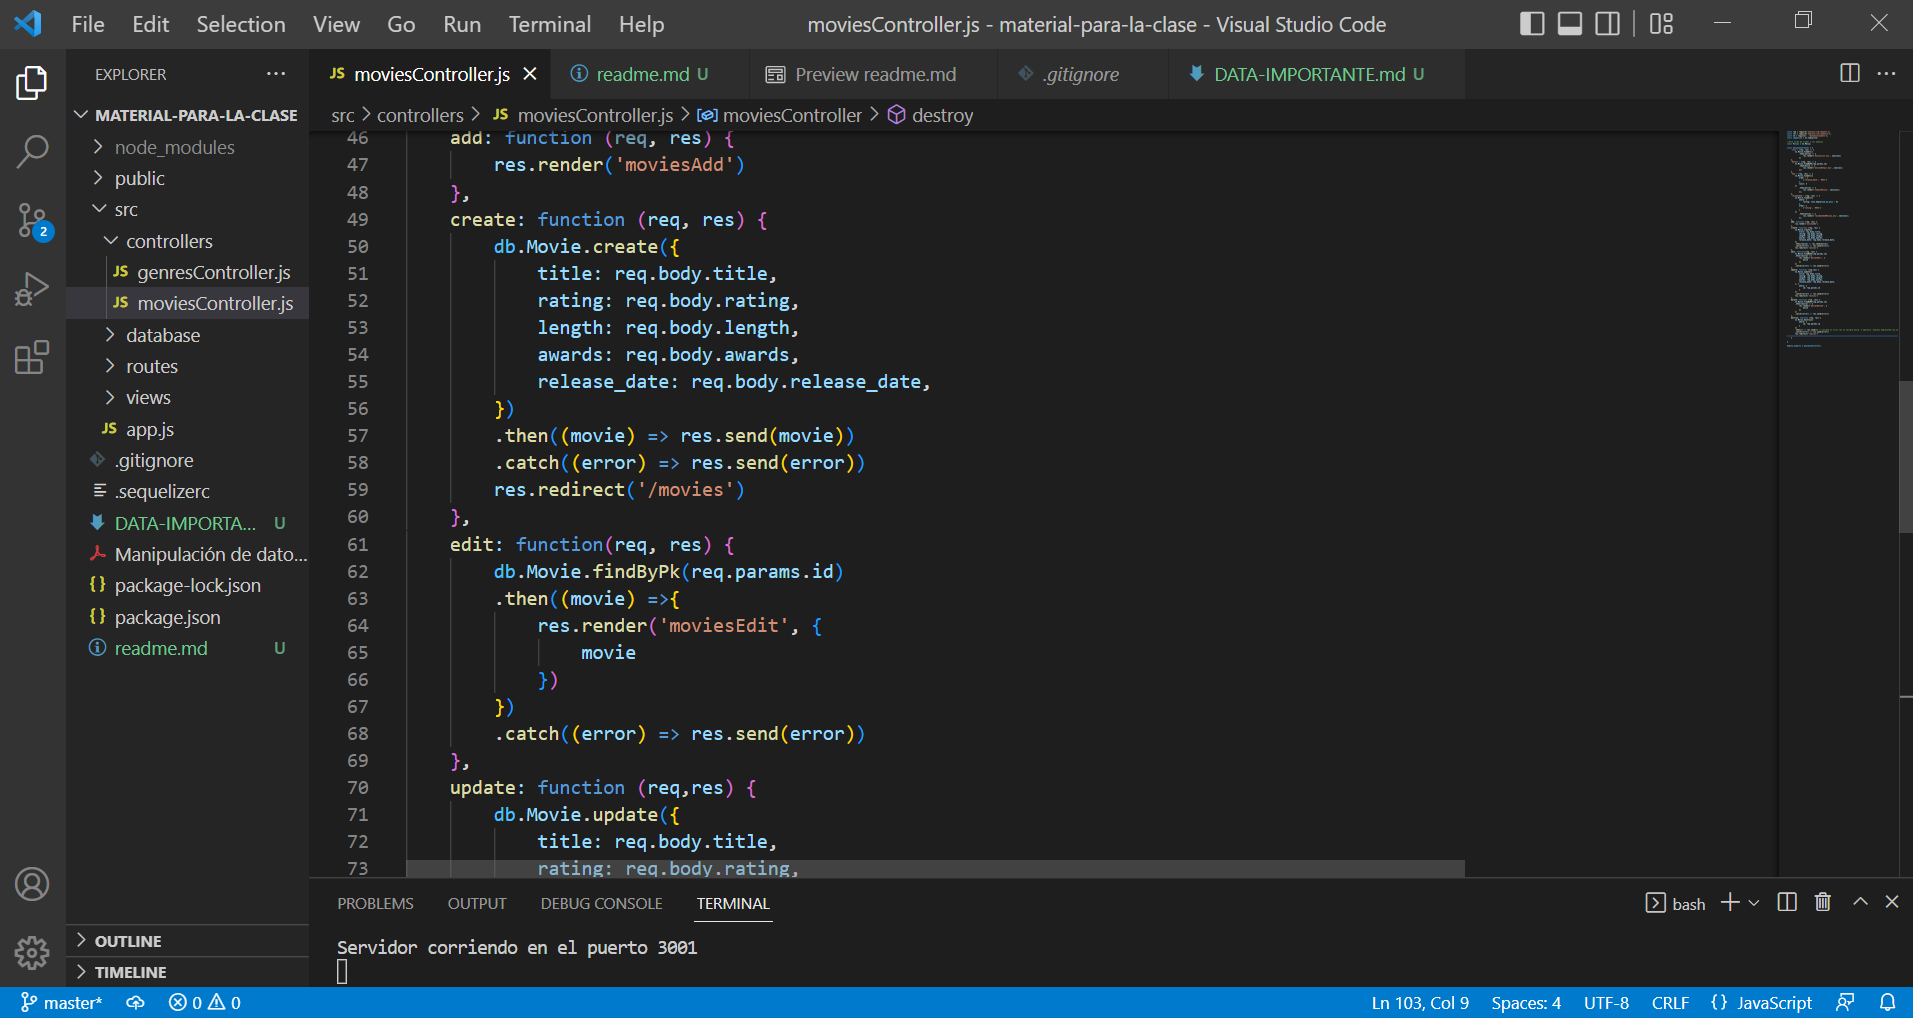 File Edit Selection View Go Run Terminal Help moviesController.js - material-para-la-clase - Visual Studio Code
EXPLORER
MATERIAL-PARA-LA-CLASE
node_modules
public
src
controllers
JS genresController.js
JS moviesController.js
database
routes
views
JS app.js
.gitignore
.sequelizerc
DATA-IMPORTA... U
Manipulación de dato...
{} package-lock.json
{} package.json
readme.md U
OUTLINE
TIMELINE
2
JS moviesController.js readme.md U Preview readme.md .gitignore DATA-IMPORTANTE.md U
src > controllers > JS moviesController.js > moviesController > destroy
46 add: function (req, res) {
47 res.render('moviesAdd')
48 },
49 create: function (req, res) {
50 db.Movie.create({
51 title: req.body.title,
52 rating: req.body.rating,
53 length: req.body.length,
54 awards: req.body.awards,
55 release_date: req.body.release_date,
56 })
57 .then((movie) => res.send(movie))
58 .catch((error) => res.send(error))
59 res.redirect('/movies')
60 },
61 edit: function(req, res) {
62 db.Movie.findByPk(req.params.id)
63 .then((movie) =>{
64 res.render('moviesEdit', {
65 movie
66 })
67 })
68 .catch((error) => res.send(error))
69 },
70 update: function (req,res) {
71 db.Movie.update({
72 title: req.body.title,
73 rating: req.body.rating,
PROBLEMS OUTPUT DEBUG CONSOLE TERMINAL bash
Servidor corriendo en el puerto 3001
master* 0 0 Ln 103, Col 9 Spaces: 4 UTF-8 CRLF {} JavaScript